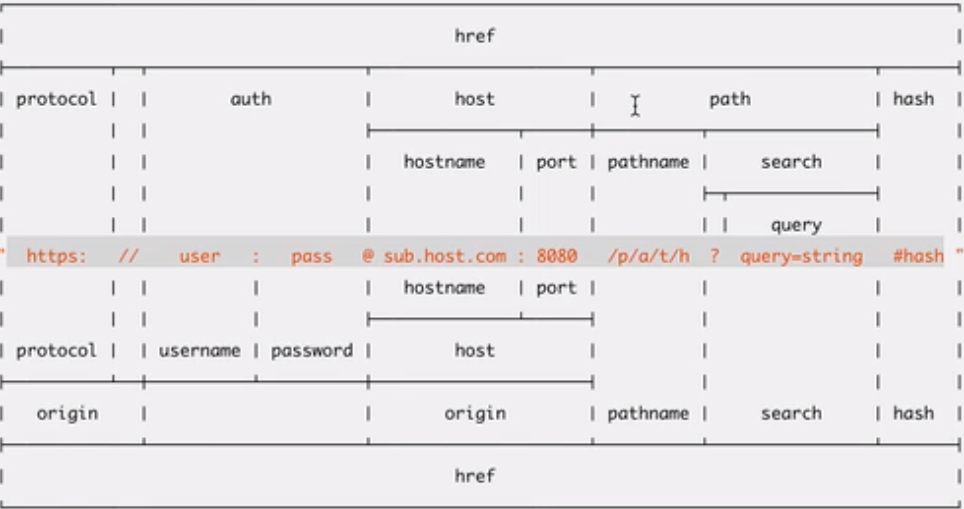 href
protocol auth host path hash
hostname port pathname search
query
" https: // user : pass @ sub.host.com : 8080 /p/a/t/h ? query=string #hash "
hostname port
protocol username password host
origin origin pathname search hash
href